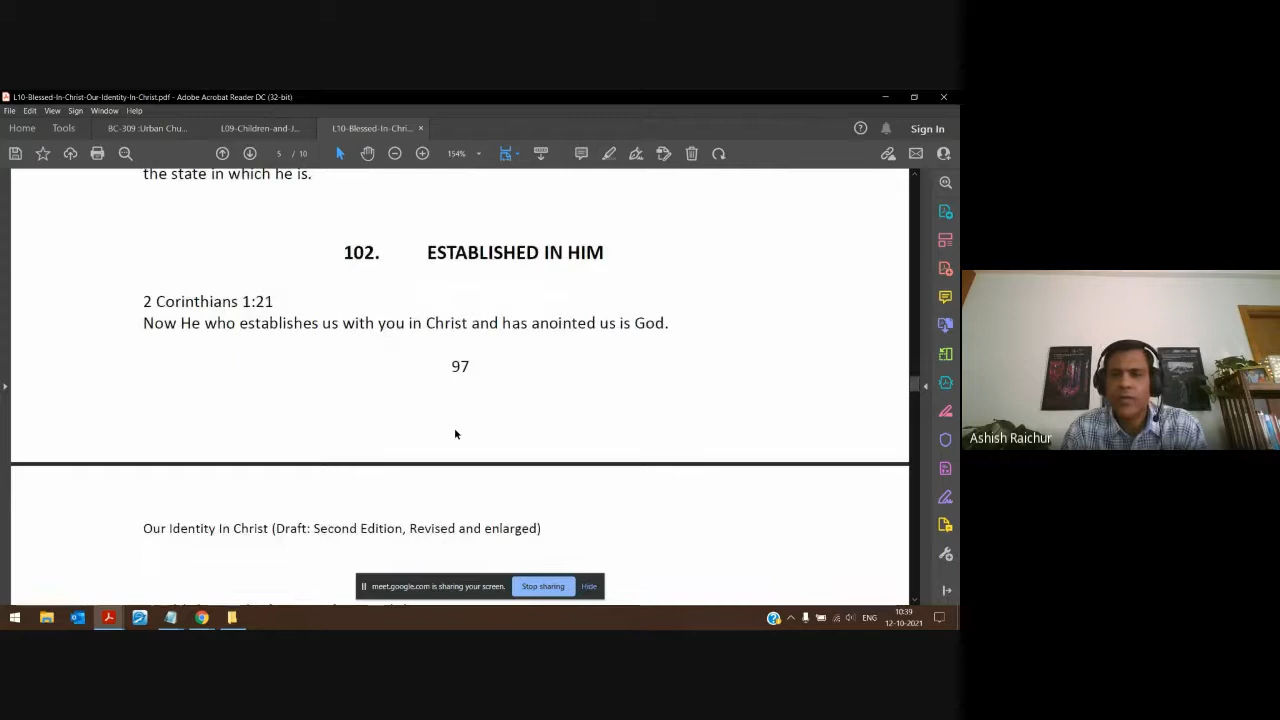 L10-Blessed-In-Christ-Our-Identity-In-Christ.pdf - Adobe Acrobat Reader DC (32-bit)
File Edit View Sign Window Help
Home Tools BC-309 :Urban Chu... L09-Children-and-J... L10-Blessed-In-Chri... × Sign In
5 / 10 154%
the state in which he is.
102. ESTABLISHED IN HIM
2 Corinthians 1:21
Now He who establishes us with you in Christ and has anointed us is God.
97
Ashish Raichur
Our Identity In Christ (Draft: Second Edition, Revised and enlarged)
meet.google.com is sharing your screen. Stop sharing Hide
ENG 10:39
12-10-2021